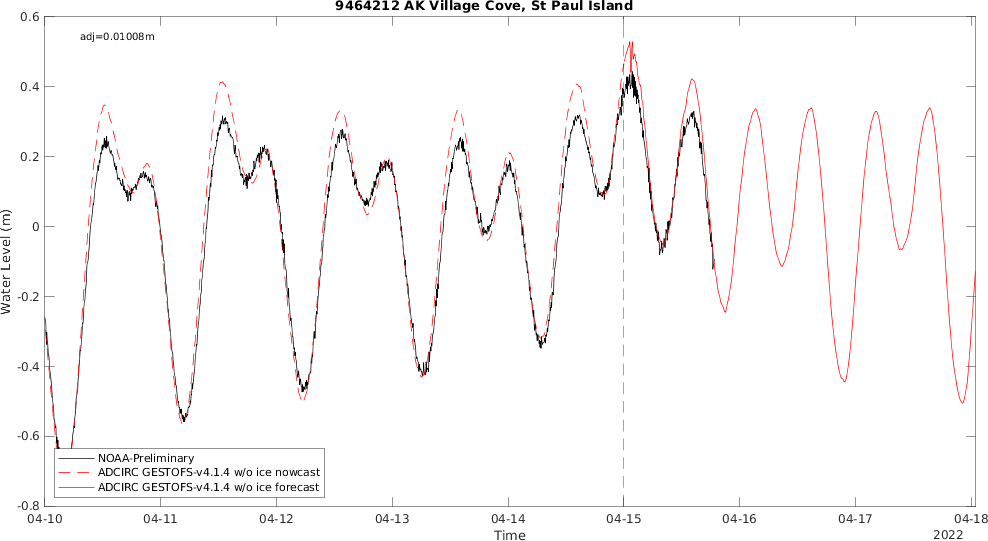 9464212 AK Village Cove, St Paul Island
adj=0.01008m
0.6
0.4
0.2
0
-0.2
-0.4
-0.6
-0.8
Water Level (m)
NOAA-Preliminary
ADCIRC GESTOFS-v4.1.4 w/o ice nowcast
ADCIRC GESTOFS-v4.1.4 w/o ice forecast
04-10 04-11 04-12 04-13 04-14 04-15 04-16 04-17 04-18
Time
2022